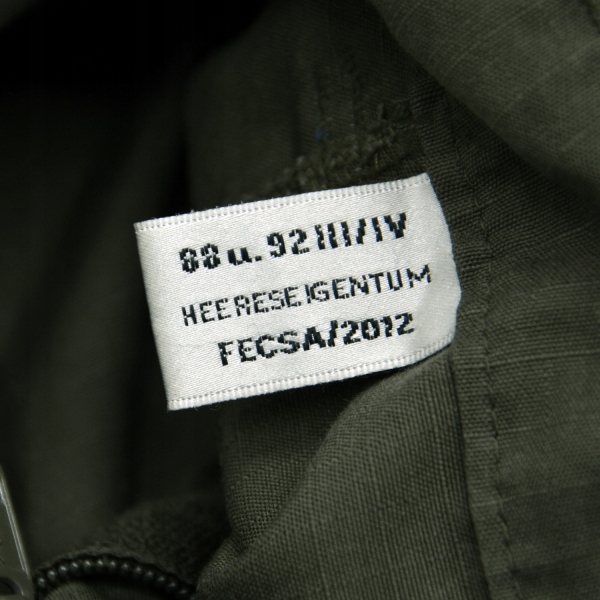 88 u. 92 III/IV
HEERESEIGENTUM
FECSA/2012